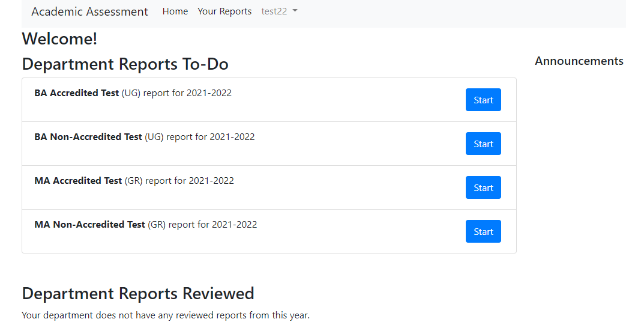 Academic Assessment Home Your Reports test22
Welcome!
Department Reports To-Do
Announcements
BA Accredited Test (UG) report for 2021-2022
Start
BA Non-Accredited Test (UG) report for 2021-2022
Start
MA Accredited Test (GR) report for 2021-2022
Start
MA Non-Accredited Test (GR) report for 2021-2022
Start
Department Reports Reviewed
Your department does not have any reviewed reports from this year.